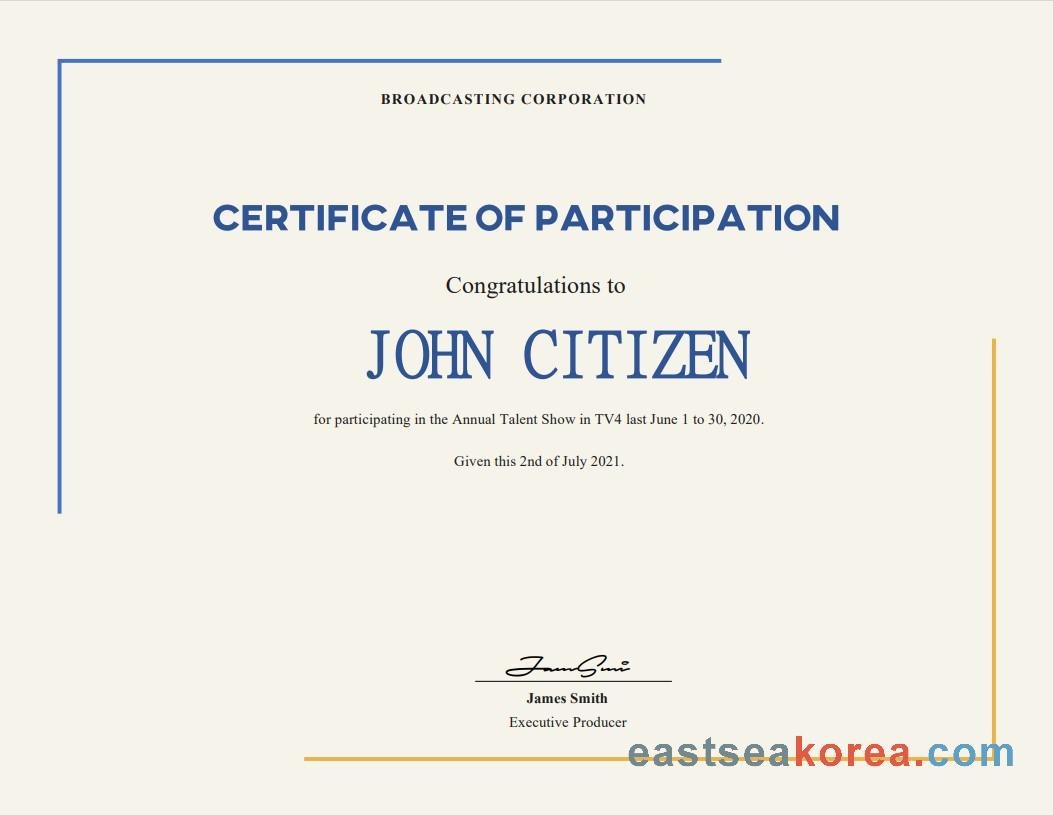 BROADCASTING CORPORATION
CERTIFICATE OF PARTICIPATION
Congratulations to
JOHN CITIZEN
for participating in the Annual Talent Show in TV4 last June 1 to 30, 2020.
Given this 2nd of July 2021.
James Smith
Executive Producer
eastseakorea.com